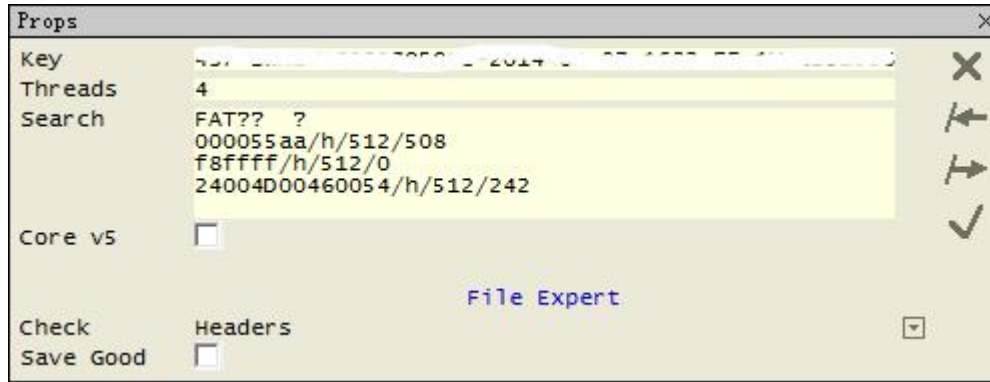 Props
Key
Threads 4
Search FAT??  ?
000055aa/h/512/508
f8ffff/h/512/0
24004D00460054/h/512/242
Core v5
File Expert
Check Headers
Save Good